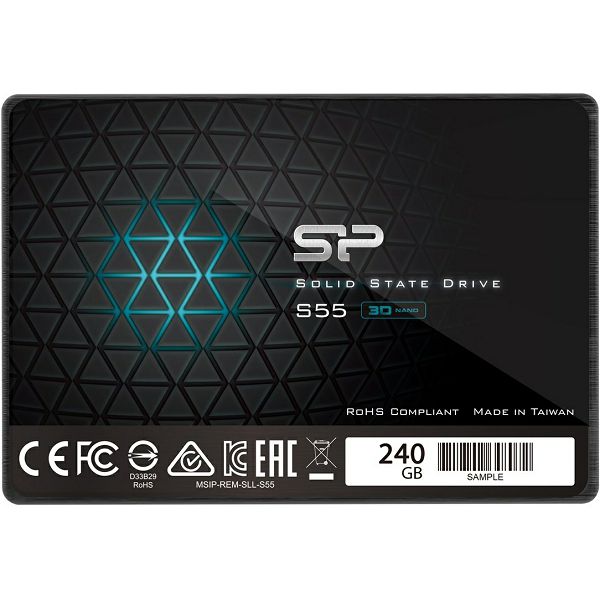 SP
SOLID STATE DRIVE
S55 3D NAND
ROHS COMPLIANT MADE IN TAIWAN
CE FC EAC
D33B29
RoHS
MSIP-REM-SLL-S55
240
GB
SAMPLE